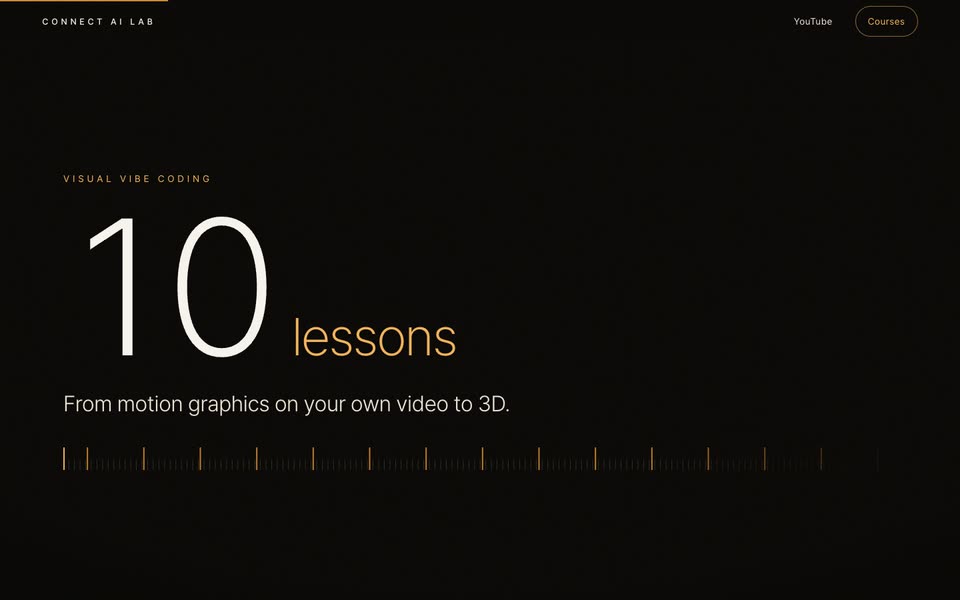 CONNECT AI LAB
YouTube
Courses
VISUAL VIBE CODING
10 lessons
From motion graphics on your own video to 3D.